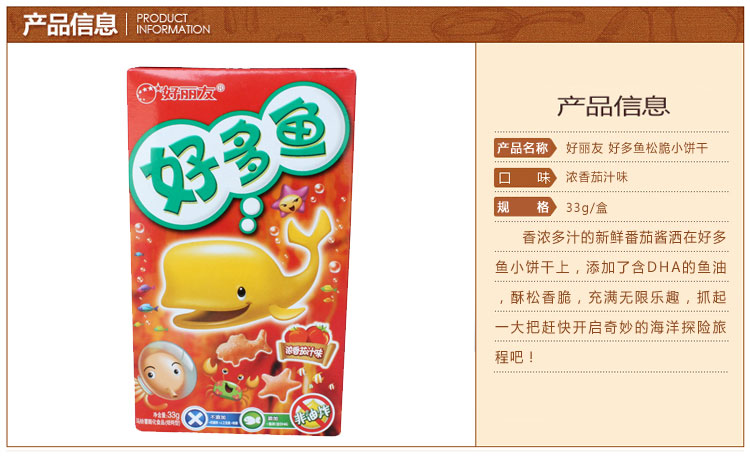 产品信息 PRODUCT INFORMATION
好丽友®
好多鱼
浓香茄汁味
净含量:33g
非油炸
产品信息
产品名称 好丽友 好多鱼松脆小饼干
口 味 浓香茄汁味
规 格 33g/盒
香浓多汁的新鲜番茄酱洒在好多
鱼小饼干上，添加了含DHA的鱼油
，酥松香脆，充满无限乐趣，抓起
一大把赶快开启奇妙的海洋探险旅
程吧！